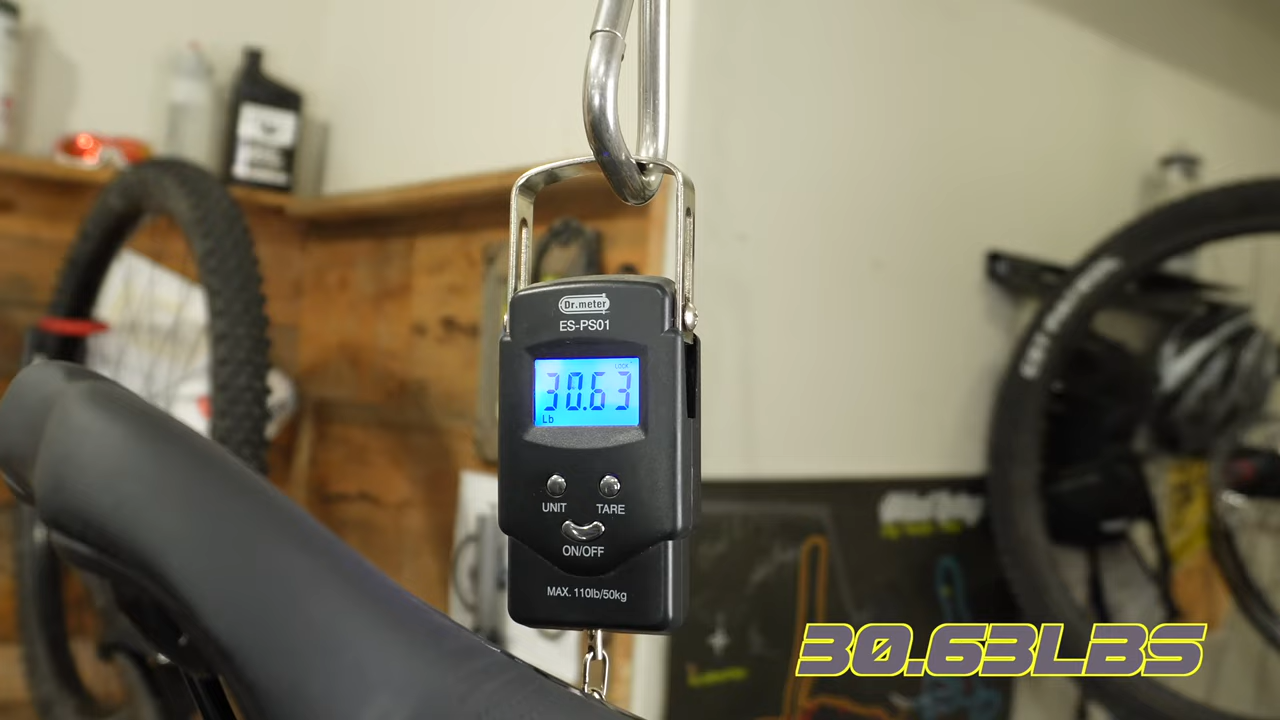 Dr.meter
ES-PS01
LOCK
30.63
Lb
UNIT
TARE
ON/OFF
MAX. 110lb/50kg
30.63LBS